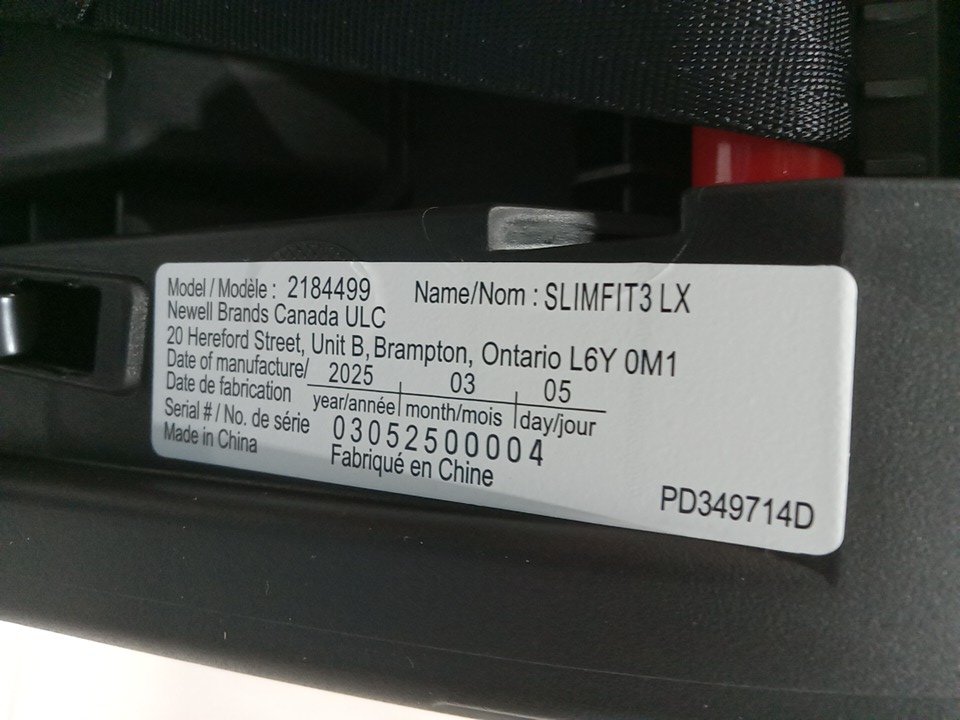 Model / Modèle : 2184499 Name/Nom : SLIMFIT3 LX
Newell Brands Canada ULC
20 Hereford Street, Unit B, Brampton, Ontario L6Y 0M1
Date of manufacture/ 2025 03 05
Date de fabrication year/année month/mois day/jour
Serial # / No. de série 03052500004
Made in China Fabriqué en Chine
PD349714D